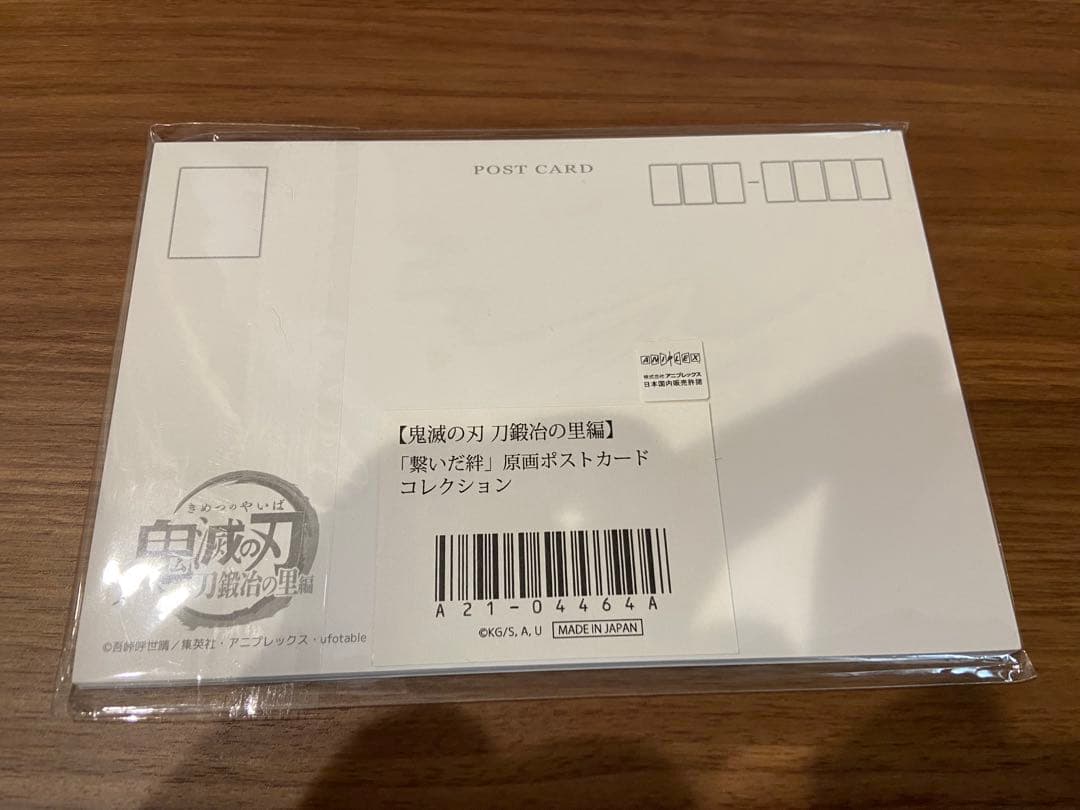 POST CARD
ANIPLEX
株式会社 アニプレックス
日本国内販売許諾
【鬼滅の刃 刀鍛冶の里編】
「繋いだ絆」原画ポストカード
コレクション
A21-04464A
©KG/S, A, U MADE IN JAPAN
きめつのやいば
鬼滅の刃
刀鍛冶の里編
©吾峠呼世晴／集英社・アニプレックス・ufotable